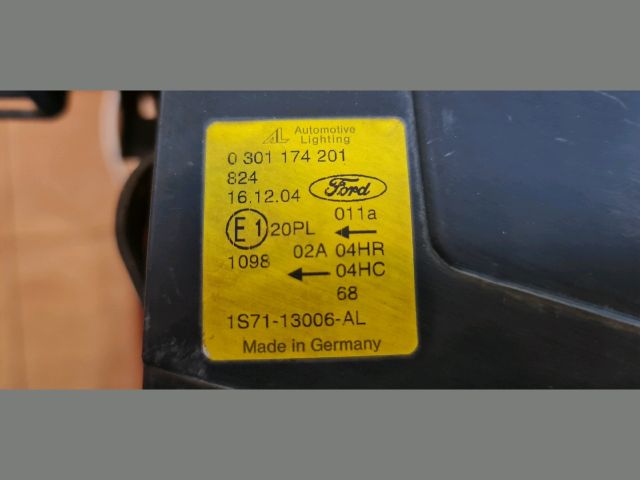 AL Automotive
Lighting
0 301 174 201
824
16.12.04 Ford
011a
E1 20PL ←
02A 04HR
1098 ← 04HC
68
1S71-13006-AL
Made in Germany